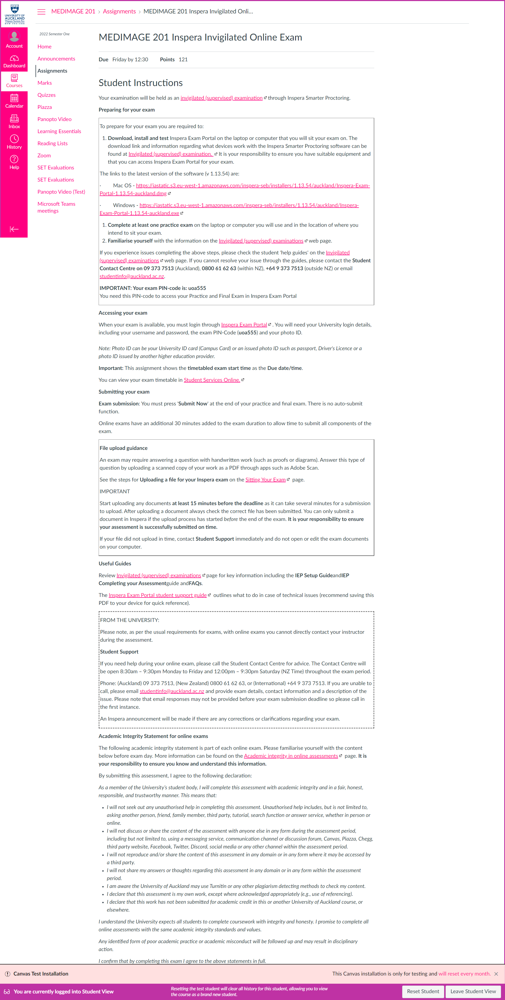 UNIVERSITY OF
AUCKLAND
Waipapa Taumata Rau
NEW ZEALAND
MEDIMAGE 201 › Assignments › MEDIMAGE 201 Inspera Invigilated Onli...
Account
Dashboard
Courses
Calendar
Inbox
History
Help
2022 Semester One
Home
Announcements
Assignments
Marks
Quizzes
Piazza
Panopto Video
Learning Essentials
Reading Lists
Zoom
SET Evaluations
SET Evaluations
Panopto Video (Test)
Microsoft Teams
meetings
MEDIMAGE 201 Inspera Invigilated Online Exam
Due Friday by 12:30 Points 121
Student Instructions
Your examination will be held as an invigilated (supervised) examination through Inspera Smarter Proctoring.
Preparing for your exam
To prepare for your exam you are required to:
1. Download, install and test Inspera Exam Portal on the laptop or computer that you will sit your exam on. The
download link and information regarding what devices work with the Inspera Smarter Proctoring software can be
found at Invigilated (supervised) examination. It is your responsibility to ensure you have suitable equipment and
that you can access Inspera Exam Portal for your exam.
The links to the latest version of the software (v 1.13.54) are:
· Mac OS - https://iastatic.s3.eu-west-1.amazonaws.com/inspera-seb/installers/1.13.54/auckland/Inspera-Exam-
Portal-1.13.54-auckland.dmg
· Windows - https://iastatic.s3.eu-west-1.amazonaws.com/inspera-seb/installers/1.13.54/auckland/Inspera-
Exam-Portal-1.13.54-auckland.exe
1. Complete at least one practice exam on the laptop or computer you will use and in the location of where you
intend to sit your exam.
2. Familiarise yourself with the information on the Invigilated (supervised) examinations web page.
If you experience issues completing the above steps, please check the student 'help guides' on the Invigilated
(supervised) examinations web page. If you cannot resolve your issue through the guides, please contact the Student
Contact Centre on 09 373 7513 (Auckland), 0800 61 62 63 (within NZ), +64 9 373 7513 (outside NZ) or email
studentinfo@auckland.ac.nz.
IMPORTANT: Your exam PIN-code is: uoa555
You need this PIN-code to access your Practice and Final Exam in Inspera Exam Portal
Accessing your exam
When your exam is available, you must login through Inspera Exam Portal . You will need your University login details,
including your username and password, the exam PIN-Code (uoa555) and your photo ID.
Note: Photo ID can be your University ID card (Campus Card) or an issued photo ID such as passport, Driver's Licence or a
photo ID issued by another higher education provider.
Important: This assignment shows the timetabled exam start time as the Due date/time.
You can view your exam timetable in Student Services Online.
Submitting your exam
Exam submission: You must press 'Submit Now' at the end of your practice and final exam. There is no auto-submit
function.
Online exams have an additional 30 minutes added to the exam duration to allow time to submit all components of the
exam.
File upload guidance
An exam may require answering a question with handwritten work (such as proofs or diagrams). Answer this type of
question by uploading a scanned copy of your work as a PDF through apps such as Adobe Scan.
See the steps for Uploading a file for your Inspera exam on the Sitting Your Exam page.
IMPORTANT
Start uploading any documents at least 15 minutes before the deadline as it can take several minutes for a submission
to upload. After uploading a document always check the correct file has been submitted. You can only submit a
document in Inspera if the upload process has started before the end of the exam. It is your responsibility to ensure
your assessment is successfully submitted on time.
If your file did not upload in time, contact Student Support immediately and do not open or edit the exam documents
on your computer.
Useful Guides
Review Invigilated (supervised) examinations page for key information including the IEP Setup GuideandIEP
Completing your Assessmentguide andFAQs.
The Inspera Exam Portal student support guide outlines what to do in case of technical issues (recommend saving this
PDF to your device for quick reference).
FROM THE UNIVERSITY:
Please note, as per the usual requirements for exams, with online exams you cannot directly contact your instructor
during the assessment.
Student Support
If you need help during your online exam, please call the Student Contact Centre for advice. The Contact Centre will
be open 8:30am – 9:30pm Monday to Friday and 12:00pm – 9:30pm Saturday (NZ Time) throughout the exam period.
Phone: (Auckland) 09 373 7513, (New Zealand) 0800 61 62 63, or (International) +64 9 373 7513. If you are unable to
call, please email studentinfo@auckland.ac.nz and provide exam details, contact information and a description of the
issue. Please note that email responses may not be provided before your exam submission deadline so please call in
the first instance.
An Inspera announcement will be made if there are any corrections or clarifications regarding your exam.
Academic Integrity Statement for online exams
The following academic integrity statement is part of each online exam. Please familiarise yourself with the content
below before exam day. More information can be found on the Academic integrity in online assessments page. It is
your responsibility to ensure you know and understand this information.
By submitting this assessment, I agree to the following declaration:
As a member of the University's student body, I will complete this assessment with academic integrity and in a fair, honest,
responsible, and trustworthy manner. This means that:
• I will not seek out any unauthorised help in completing this assessment. Unauthorised help includes, but is not limited to,
asking another person, friend, family member, third party, tutorial, search function or answer service, whether in person or
online.
• I will not discuss or share the content of the assessment with anyone else in any form during the assessment period,
including but not limited to, using a messaging service, communication channel or discussion forum, Canvas, Piazza, Chegg,
third party website, Facebook, Twitter, Discord, social media or any other channel within the assessment period.
• I will not reproduce and/or share the content of this assessment in any domain or in any form where it may be accessed by
a third party.
• I will not share my answers or thoughts regarding this assessment in any domain or in any form within the assessment
period.
• I am aware the University of Auckland may use Turnitin or any other plagiarism detecting methods to check my content.
• I declare that this assessment is my own work, except where acknowledged appropriately (e.g., use of referencing).
• I declare that this work has not been submitted for academic credit in this or another University of Auckland course, or
elsewhere.
I understand the University expects all students to complete coursework with integrity and honesty. I promise to complete all
online assessments with the same academic integrity standards and values.
Any identified form of poor academic practice or academic misconduct will be followed up and may result in disciplinary
action.
I confirm that by completing this exam I agree to the above statements in full.
Canvas Test Installation
This Canvas installation is only for testing and will reset every month.
You are currently logged into Student View
Resetting the test student will clear all history for this student, allowing you to view
the course as a brand new student.
Reset Student
Leave Student View